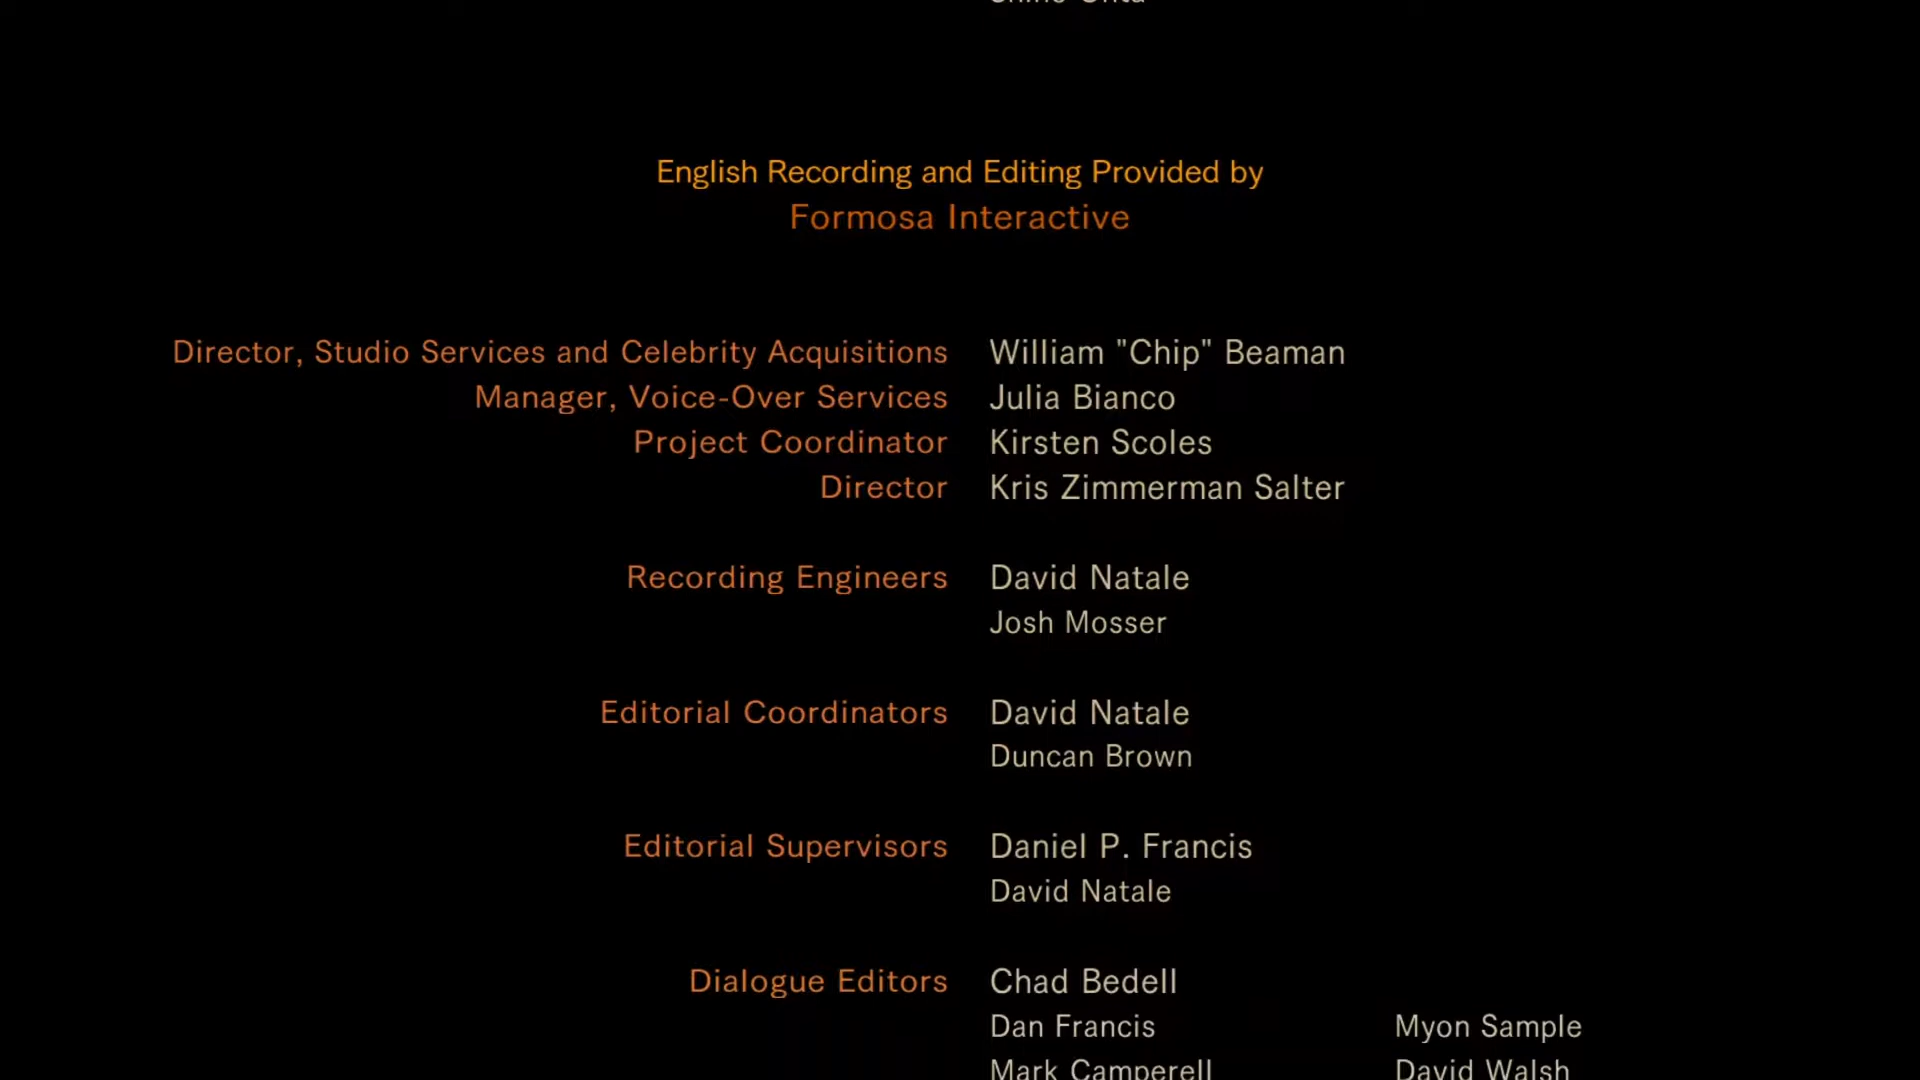 English Recording and Editing Provided by
Formosa Interactive
Director, Studio Services and Celebrity Acquisitions William "Chip" Beaman
Manager, Voice-Over Services Julia Bianco
Project Coordinator Kirsten Scoles
Director Kris Zimmerman Salter
Recording Engineers David Natale
Josh Mosser
Editorial Coordinators David Natale
Duncan Brown
Editorial Supervisors Daniel P. Francis
David Natale
Dialogue Editors Chad Bedell
Dan Francis Myon Sample
Mark Camperell David Walsh